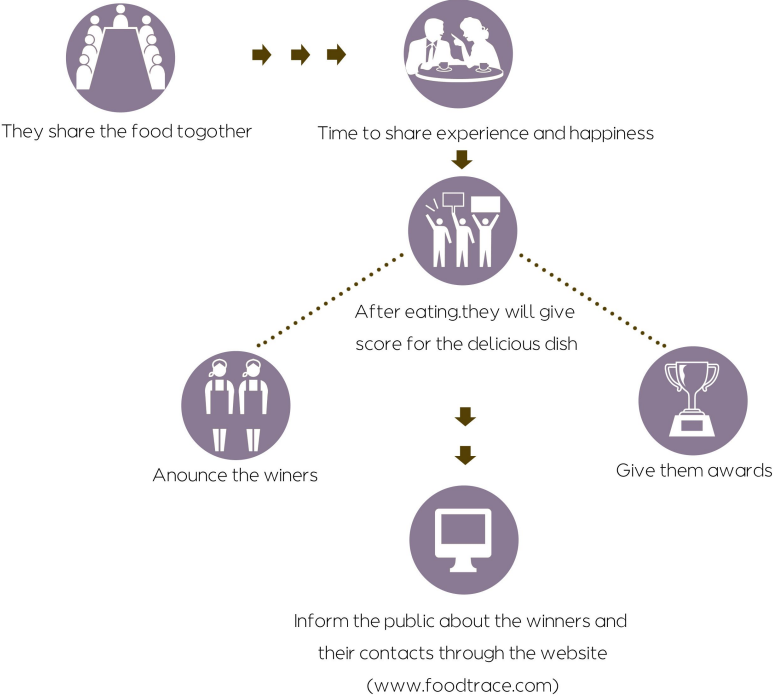 They share the food togother
Time to share experience and happiness
After eating.they will give
score for the delicious dish
Anounce the winers
Give them awards
Inform the public about the winners and
their contacts through the website
(www.foodtrace.com)